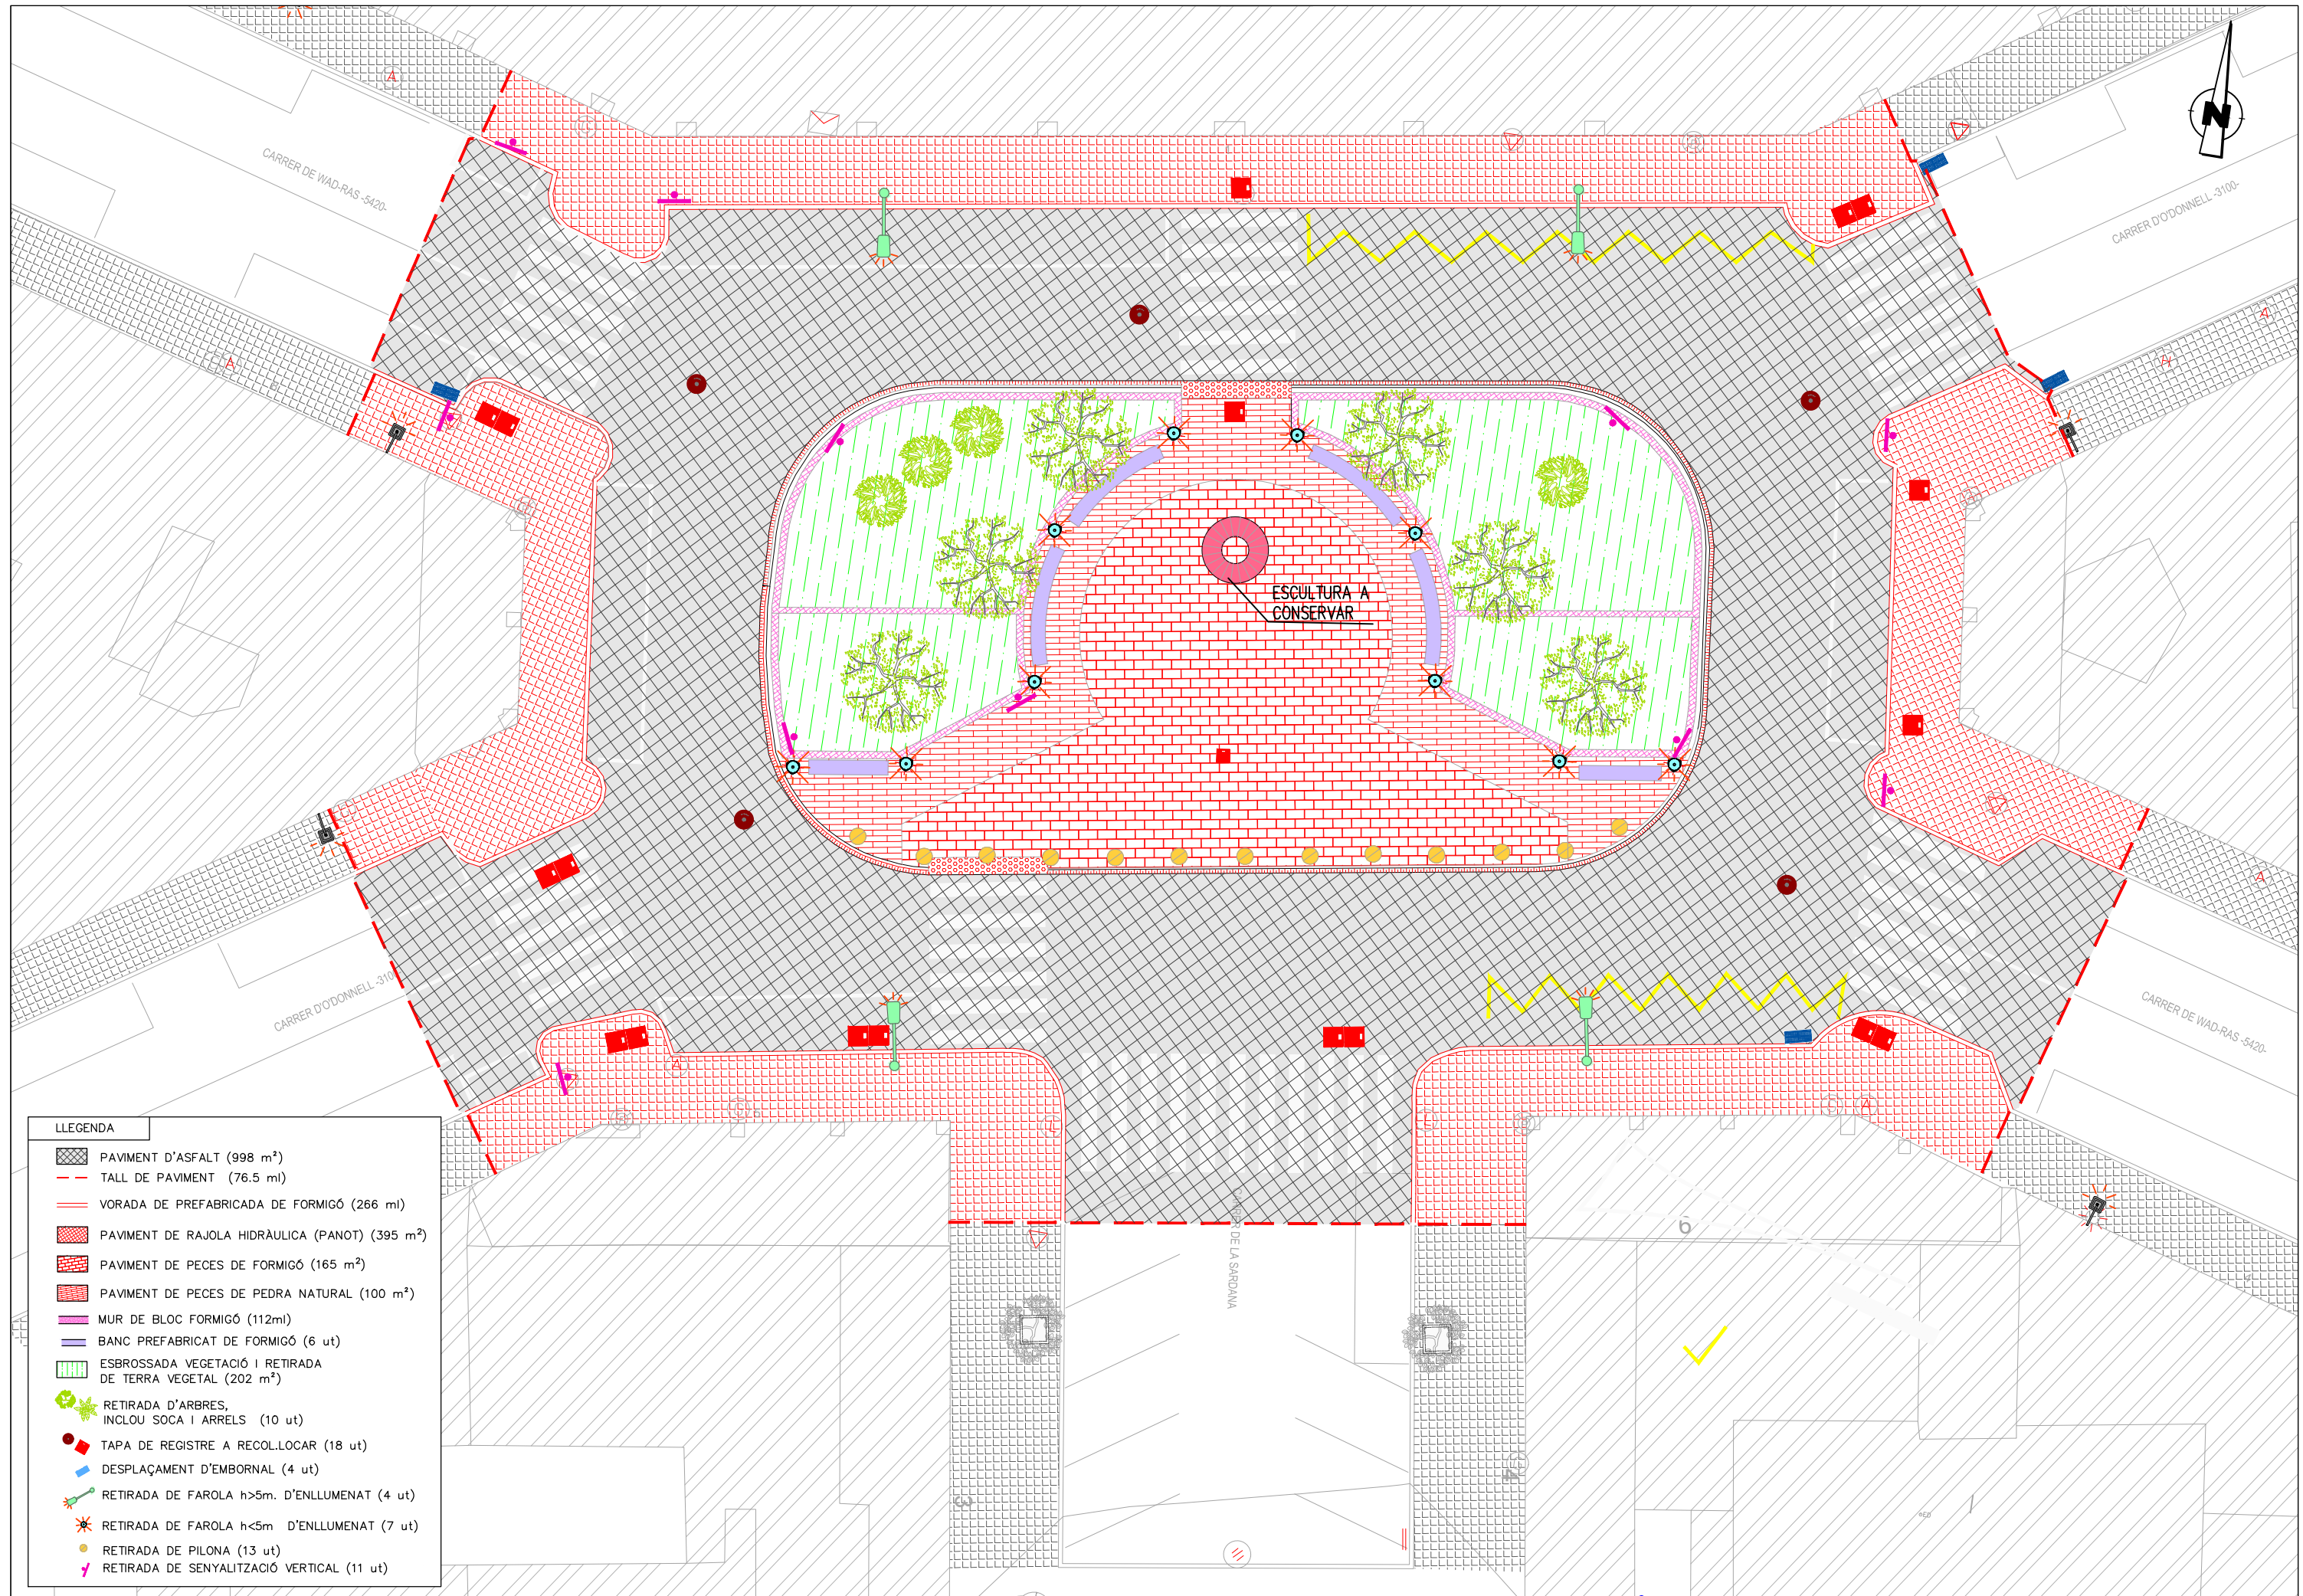 N
CARRER DE WAD-RAS -5420-
CARRER D'O'DONNELL -3100-
ESCULTURA A
CONSERVAR
CARRER D'O'DONNELL -310
CARRER DE WAD-RAS -5420-
CARRER DE LA SARDANA
6
3
4
LLEGENDA
PAVIMENT D'ASFALT (998 m²)
TALL DE PAVIMENT (76.5 ml)
VORADA DE PREFABRICADA DE FORMIGÓ (266 ml)
PAVIMENT DE RAJOLA HIDRÀULICA (PANOT) (395 m²)
PAVIMENT DE PECES DE FORMIGÓ (165 m²)
PAVIMENT DE PECES DE PEDRA NATURAL (100 m²)
MUR DE BLOC FORMIGÓ (112ml)
BANC PREFABRICAT DE FORMIGÓ (6 ut)
ESBROSSADA VEGETACIÓ I RETIRADA
DE TERRA VEGETAL (202 m²)
RETIRADA D'ARBRES,
INCLOU SOCA I ARRELS (10 ut)
TAPA DE REGISTRE A RECOL.LOCAR (18 ut)
DESPLAÇAMENT D'EMBORNAL (4 ut)
RETIRADA DE FAROLA h>5m. D'ENLLUMENAT (4 ut)
RETIRADA DE FAROLA h<5m D'ENLLUMENAT (7 ut)
RETIRADA DE PILONA (13 ut)
RETIRADA DE SENYALITZACIÓ VERTICAL (11 ut)